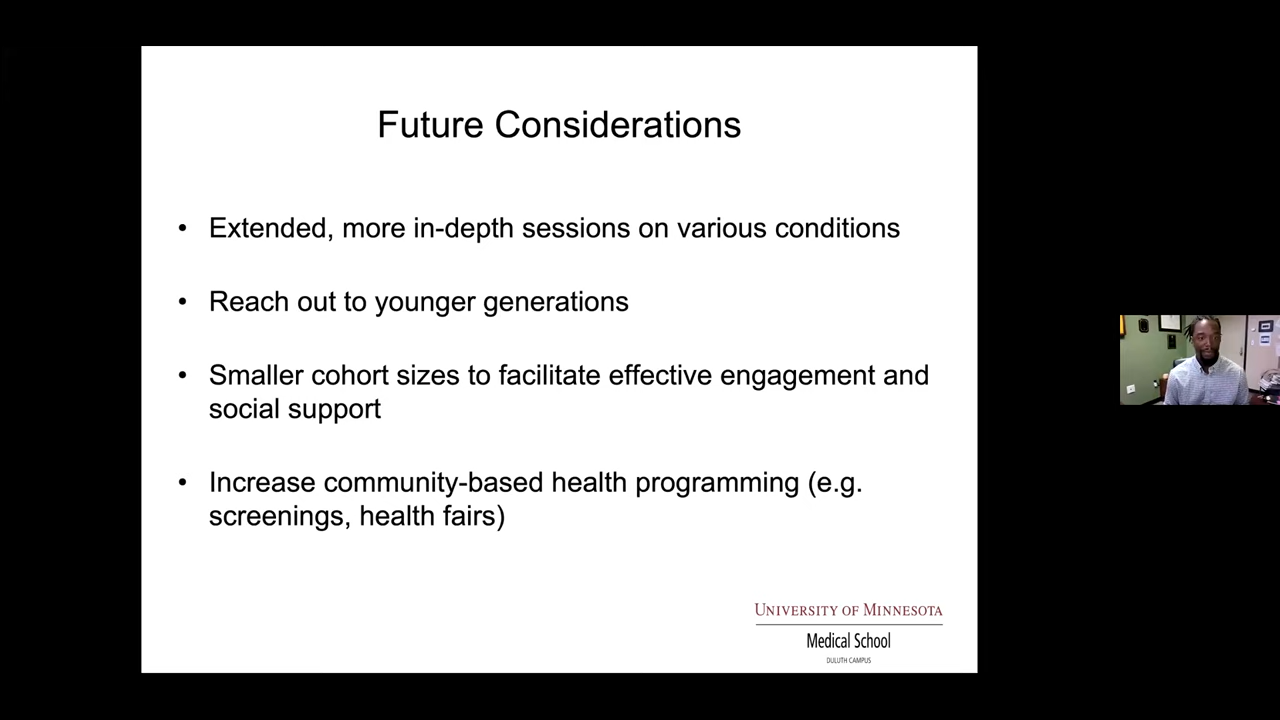 Future Considerations
• Extended, more in-depth sessions on various conditions
• Reach out to younger generations
• Smaller cohort sizes to facilitate effective engagement and
social support
• Increase community-based health programming (e.g.
screenings, health fairs)
UNIVERSITY OF MINNESOTA
Medical School
DULUTH CAMPUS